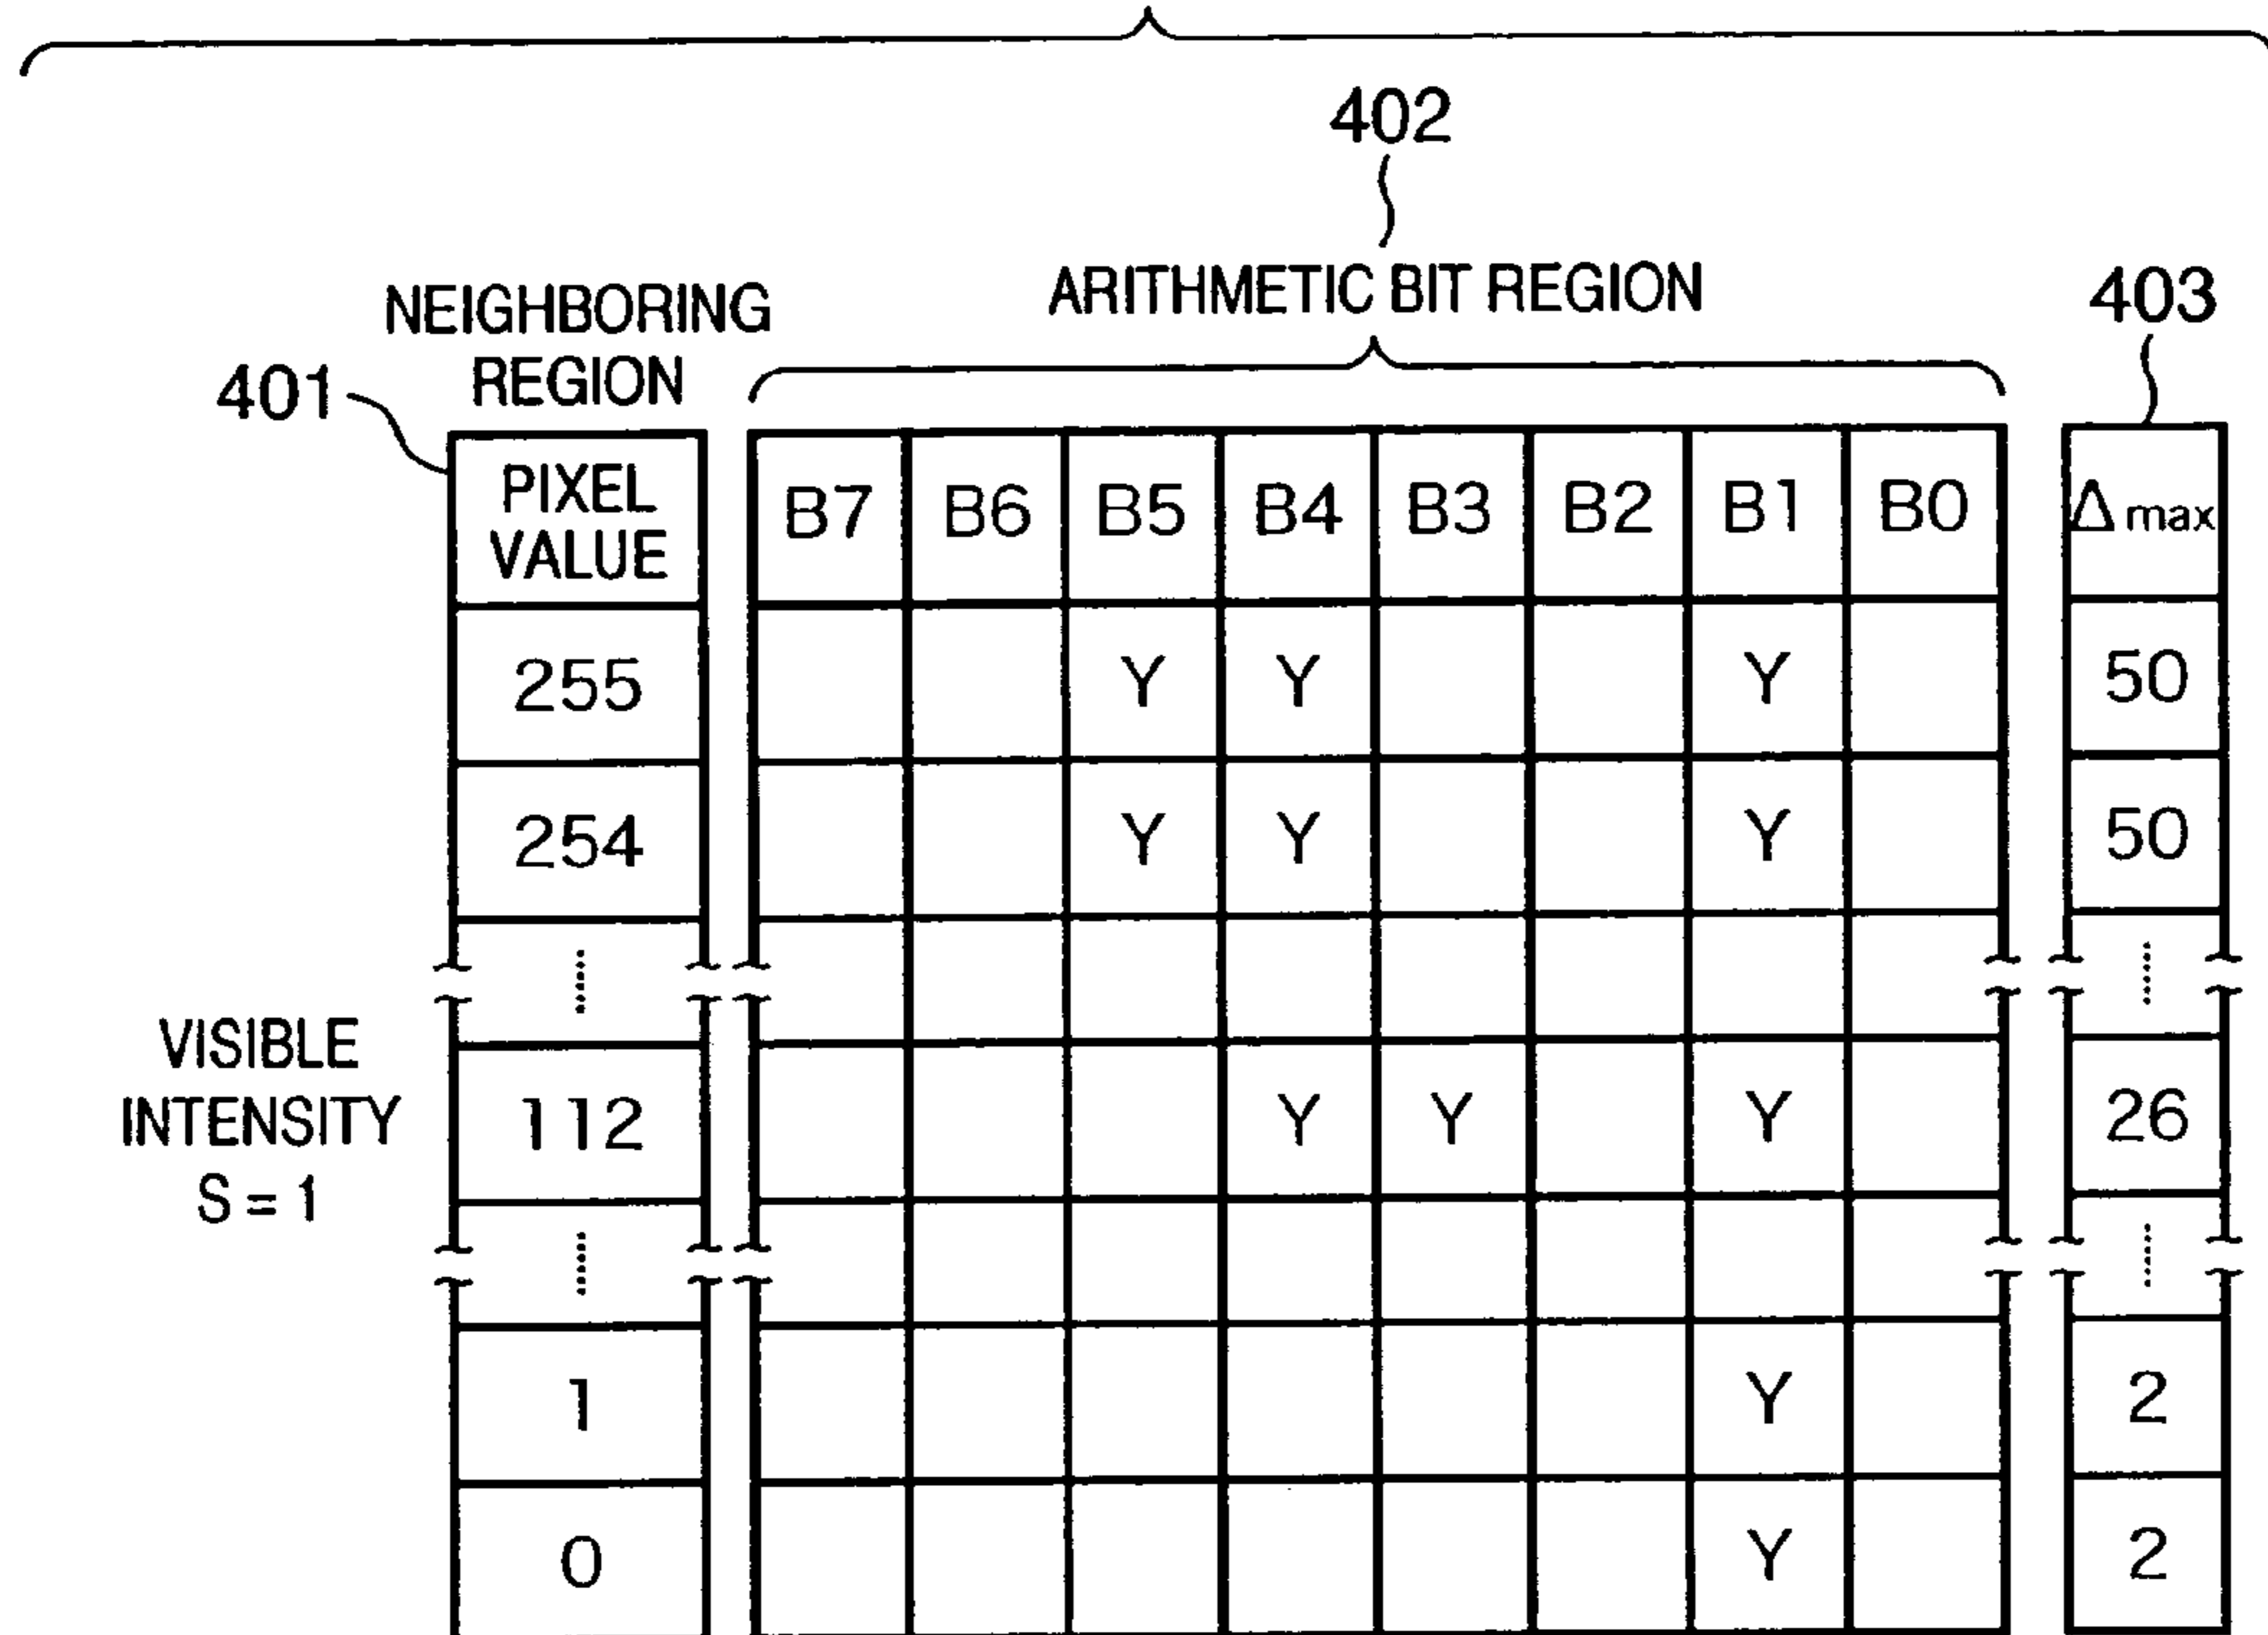 402
NEIGHBORING
REGION
ARITHMETIC BIT REGION
403
401
PIXEL
VALUE
B7 B6 B5 B4 B3 B2 B1 B0 Δ max
255 Y Y Y 50
254 Y Y Y 50
VISIBLE
INTENSITY
S = 1
112 Y Y Y 26
1 Y 2
0 Y 2